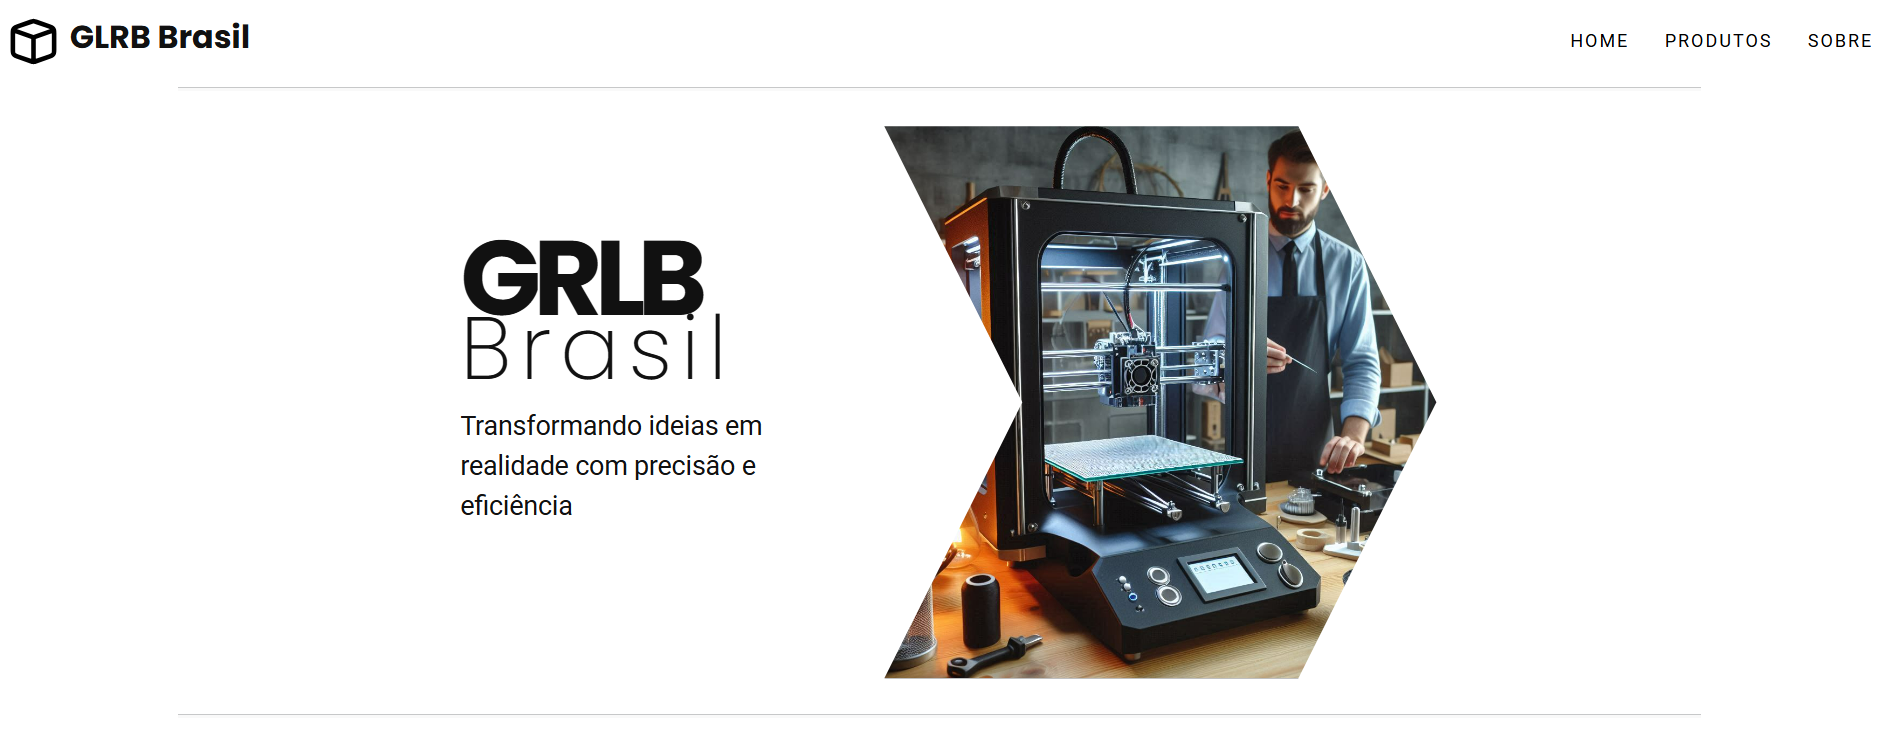 GLRB Brasil
HOME PRODUTOS SOBRE
GRLB
Brasil
Transformando ideias em
realidade com precisão e
eficiência